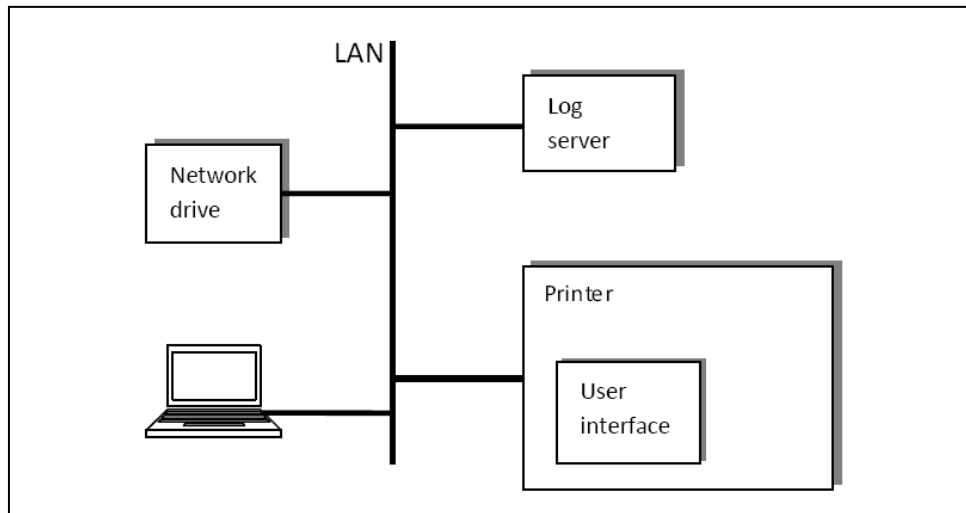 LAN
Log
server
Network
drive
Printer
User
interface